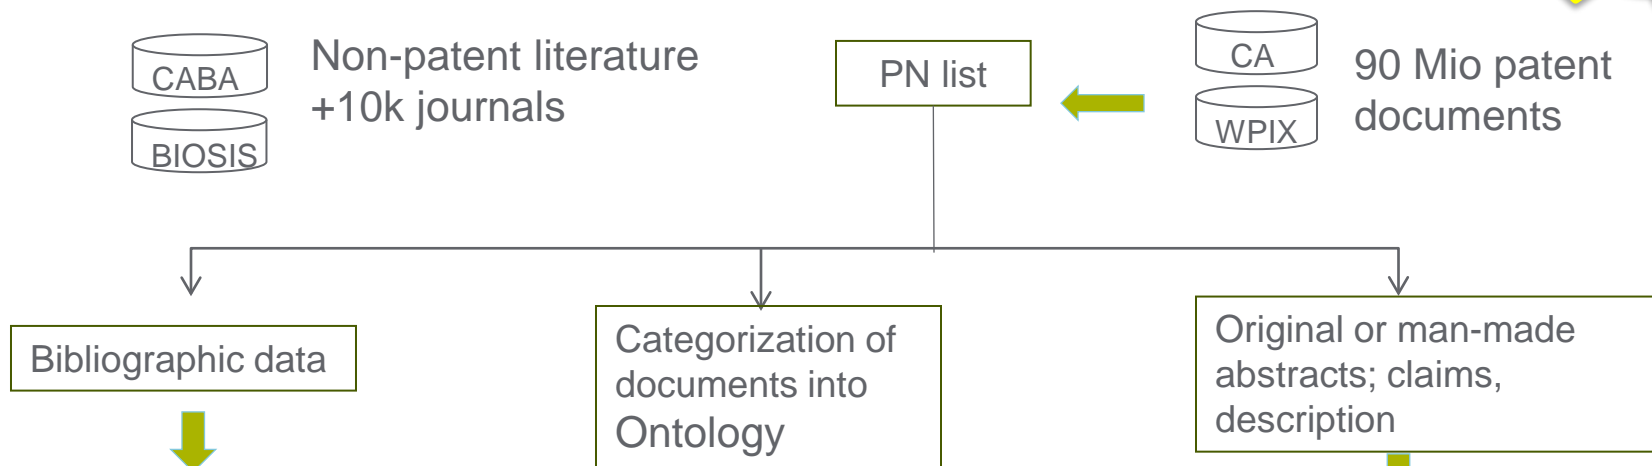 CABA
BIOSIS
Non-patent literature
+10k journals
PN list
CA
WPIX
90 Mio patent
documents
Bibliographic data
Categorization of
documents into
Ontology
Original or man-made
abstracts; claims,
description